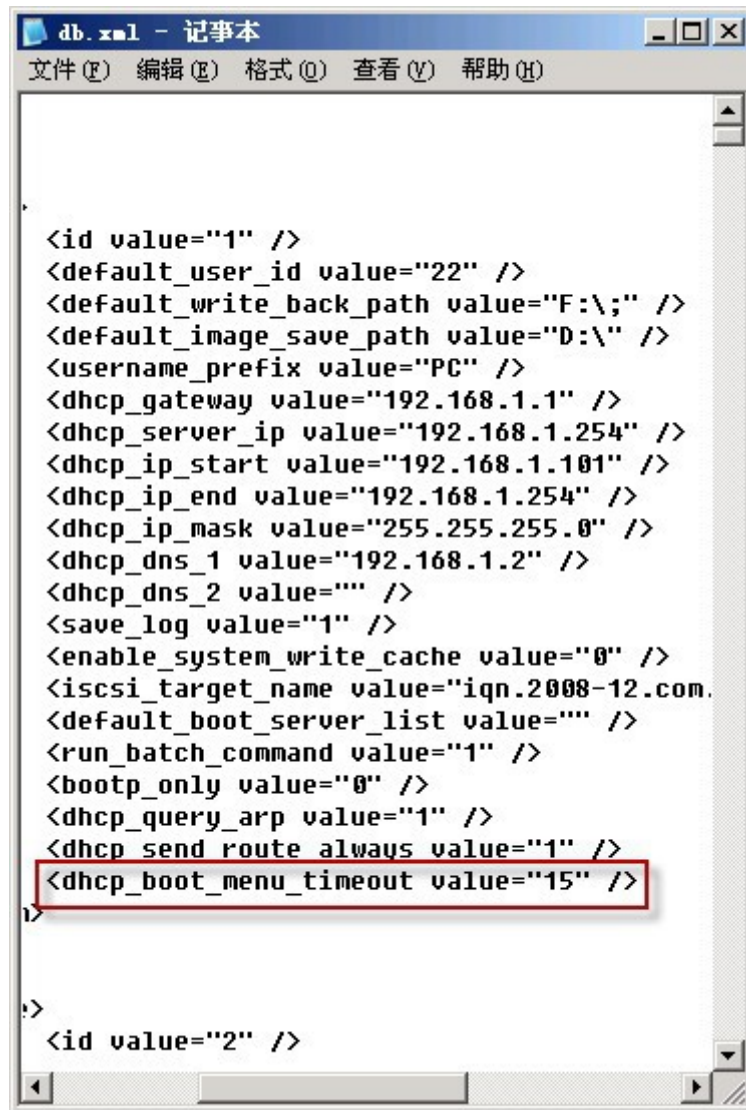 db.xml - 记事本
文件(F) 编辑(E) 格式(O) 查看(V) 帮助(H)
<id value="1" />
<default_user_id value="22" />
<default_write_back_path value="F:\;" />
<default_image_save_path value="D:\" />
<username_prefix value="PC" />
<dhcp_gateway value="192.168.1.1" />
<dhcp_server_ip value="192.168.1.254" />
<dhcp_ip_start value="192.168.1.101" />
<dhcp_ip_end value="192.168.1.254" />
<dhcp_ip_mask value="255.255.255.0" />
<dhcp_dns_1 value="192.168.1.2" />
<dhcp_dns_2 value="" />
<save_log value="1" />
<enable_system_write_cache value="0" />
<iscsi_target_name value="iqn.2008-12.com.
<default_boot_server_list value="" />
<run_batch_command value="1" />
<bootp_only value="0" />
<dhcp_query_arp value="1" />
<dhcp_send_route_always value="1" />
<dhcp_boot_menu_timeout value="15" />
>
>
<id value="2" />